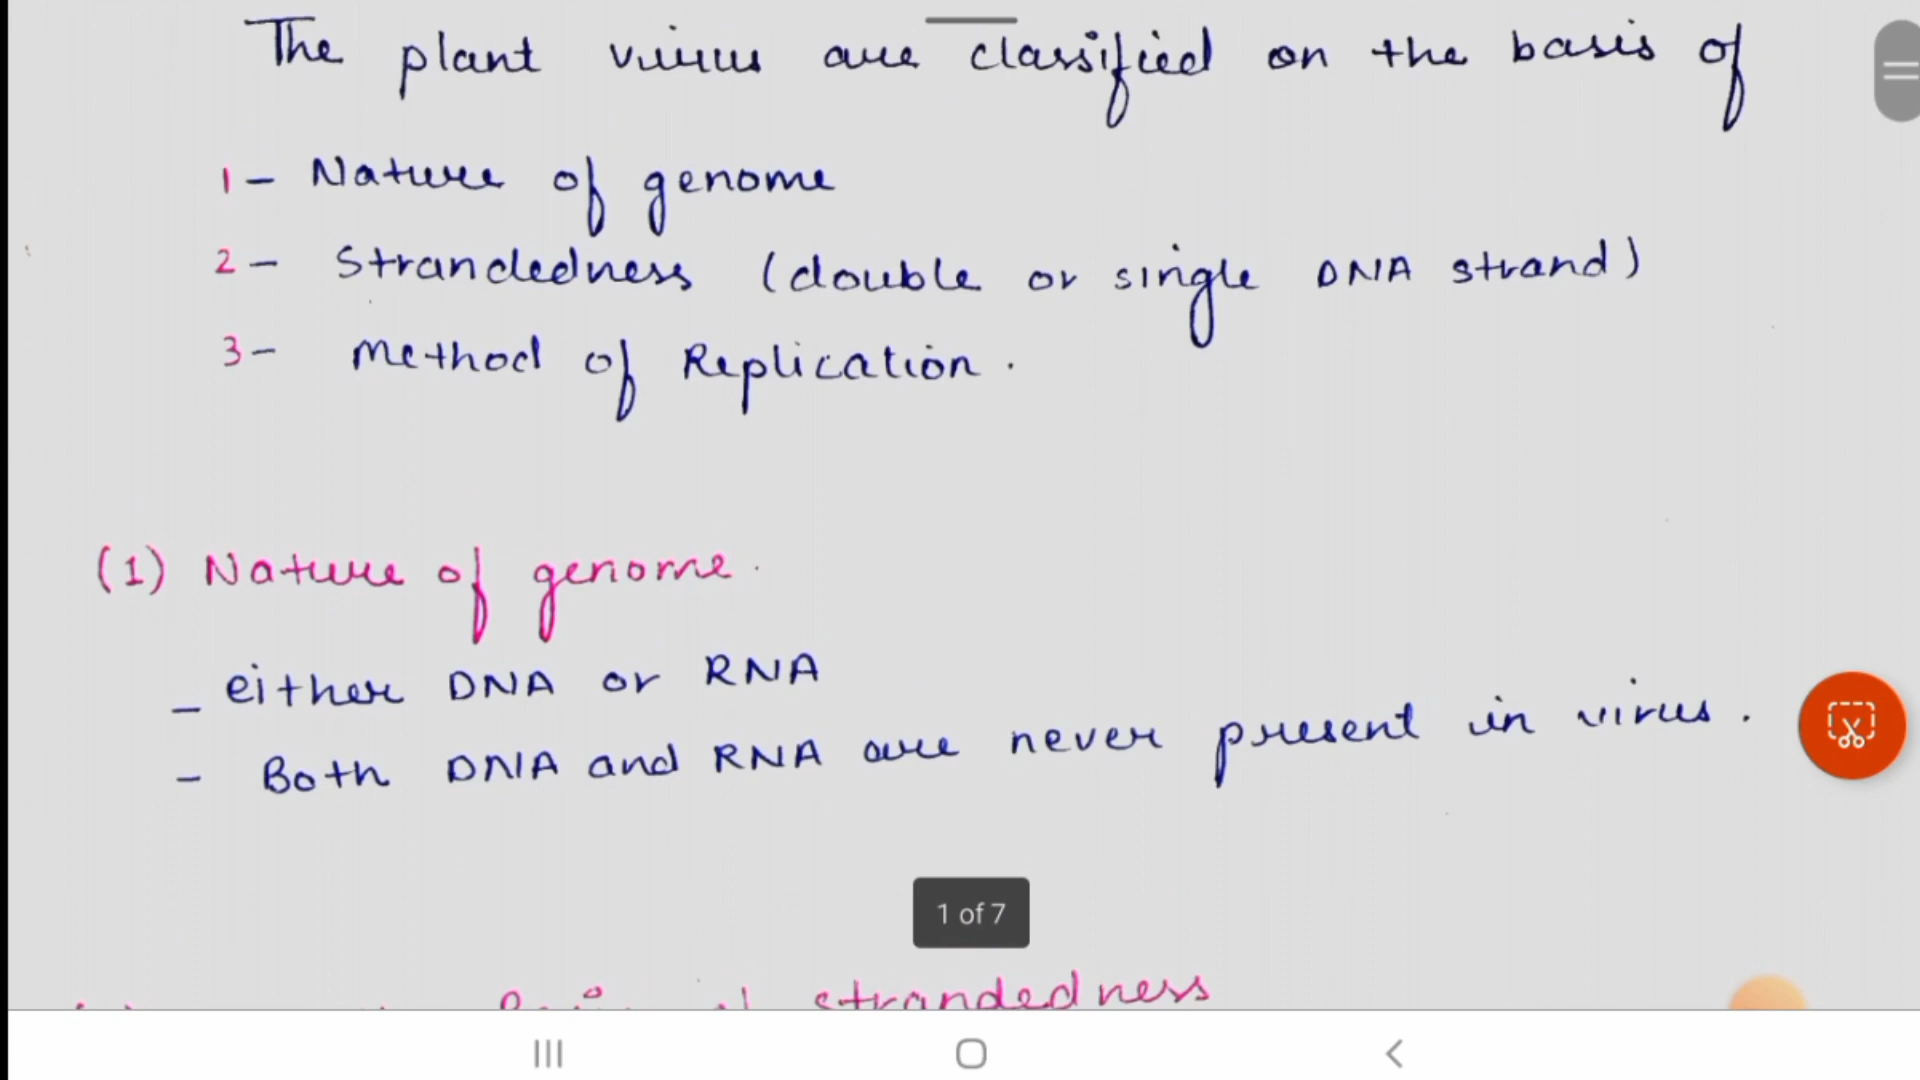 The plant virus are classified on the basis of
1- Nature of genome
2- Strandedness (double or single DNA strand)
3- Method of Replication.
(1) Nature of genome.
- either DNA or RNA
- Both DNA and RNA are never present in virus.
1 of 7
strandedness